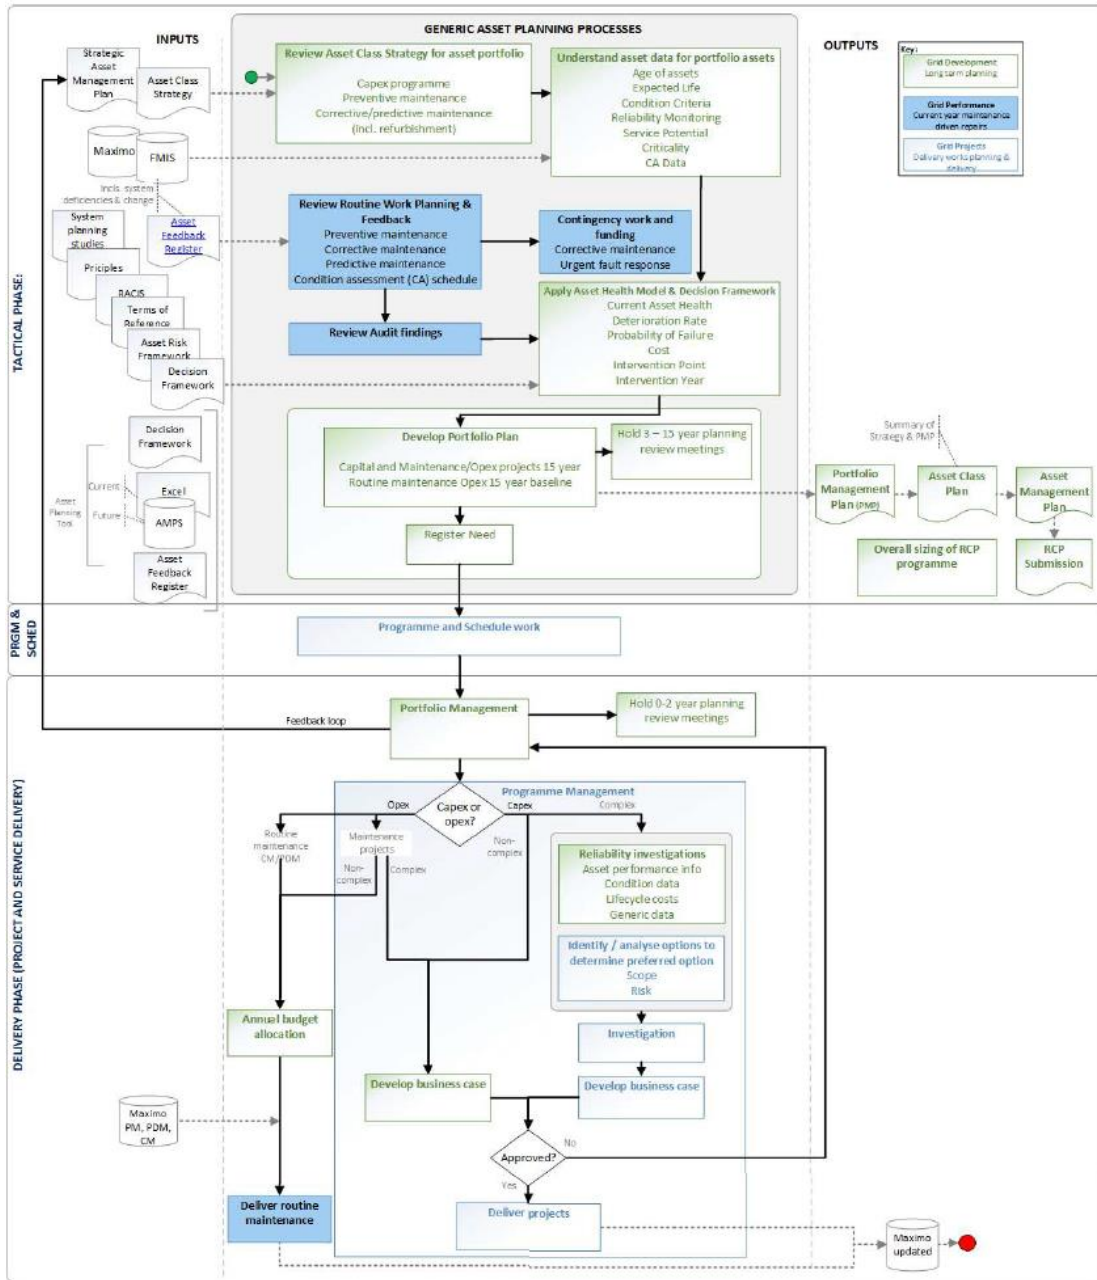 GENERIC ASSET PLANNING PROCESSES
INPUTS
OUTPUTS
TACTICAL PHASE:
Strategic
Asset
Management
Plan
Asset Class
Strategy
Maximo
FMIS
Incls. system
deficiencies & change
System
planning
studies
Asset
Feedback
Register
Priciples
RACIS
Terms of
Reference
Asset Risk
Framework
Decision
Framework
Decision
Framework
Asset
Planning
Tool
Current
Excel
Future
AMPS
Asset
Feedback
Register
Review Asset Class Strategy for asset portfolio
Capex programme
Preventive maintenance
Corrective/predictive maintenance
(Incl. refurbishment)
Understand asset data for portfolio assets
Age of assets
Expected Life
Condition Criteria
Reliability Monitoring
Service Potential
Criticality
CA Data
Review Routine Work Planning &
Feedback
Preventive maintenance
Corrective maintenance
Predictive maintenance
Condition assessment (CA) schedule
Contingency work and
funding
Corrective maintenance
Urgent fault response
Review Audit findings
Apply Asset Health Model & Decision Framework
Current Asset Health
Deterioration Rate
Probability of Failure
Cost
Intervention Point
Intervention Year
Develop Portfolio Plan
Capital and Maintenance/Opex projects 15 year
Routine maintenance Opex 15 year baseline
Hold 3 – 15 year planning
review meetings
Register Need
Key:
Grid Development
Long term planning
Grid Performance
Current year maintenance
driven repairs
Grid Projects
Delivery works planning &
delivery
Summary of
Strategy & PMP
Portfolio
Management
Plan (PMP)
Asset Class
Plan
Asset
Management
Plan
Overall sizing of RCP
programme
RCP
Submission
PRGM &
SCHED
Programme and Schedule work
DELIVERY PHASE (PROJECT AND SERVICE DELIVERY)
Portfolio Management
Hold 0-2 year planning
review meetings
Feedback loop
Programme Management
Capex or
opex?
Opex
Capex
Complex
Routine
maintenance
CM/PDM
Maintenance
projects
Non-
complex
Complex
Non-
complex
Reliability investigations
Asset performance info
Condition data
Lifecycle costs
Generic data
Identify / analyse options to
determine preferred option
Scope
Risk
Annual budget
allocation
Investigation
Develop business case
Develop business case
Maximo
PM, PDM,
CM
Approved?
No
Yes
Deliver routine
maintenance
Deliver projects
Maximo
updated